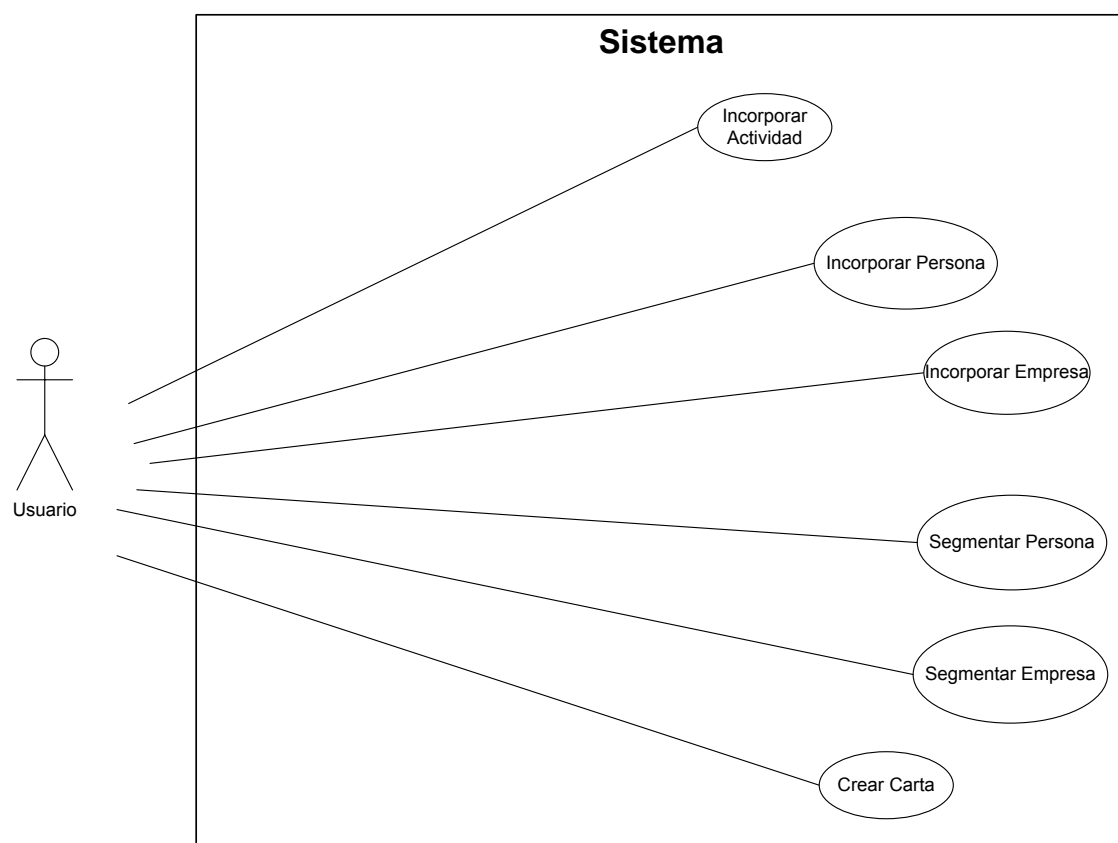 Sistema
Incorporar
Actividad
Incorporar Persona
Incorporar Empresa
Usuario
Segmentar Persona
Segmentar Empresa
Crear Carta